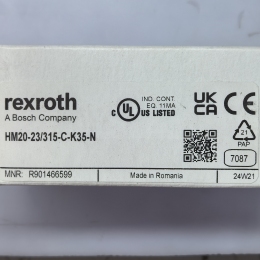 rexroth
A Bosch Company
HM20-23/315-C-K35-N
c UL US LISTED
IND. CONT.
EQ. 11MA
UK
CA
CE
21
PAP
7087
MNR: R901466599
Made in Romania
24W21